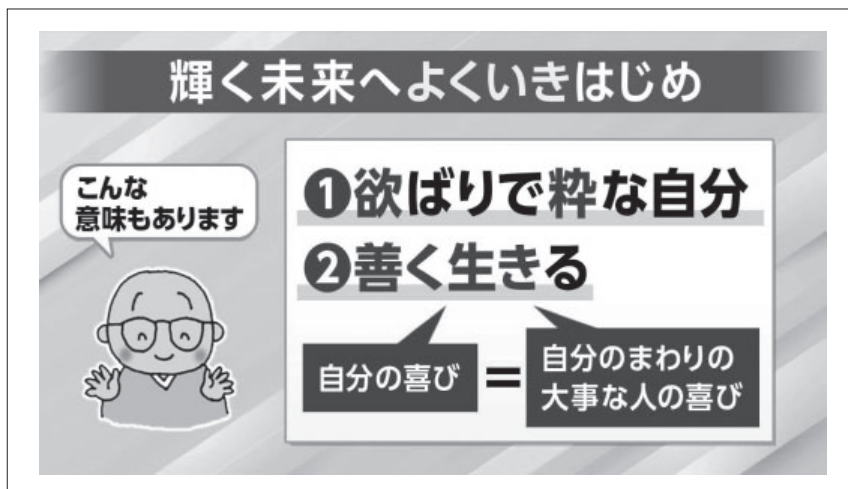 輝く未来へよくいきはじめ
こんな
意味もあります
❶欲ばりで粋な自分
❷善く生きる
自分の喜び
＝
自分のまわりの
大事な人の喜び